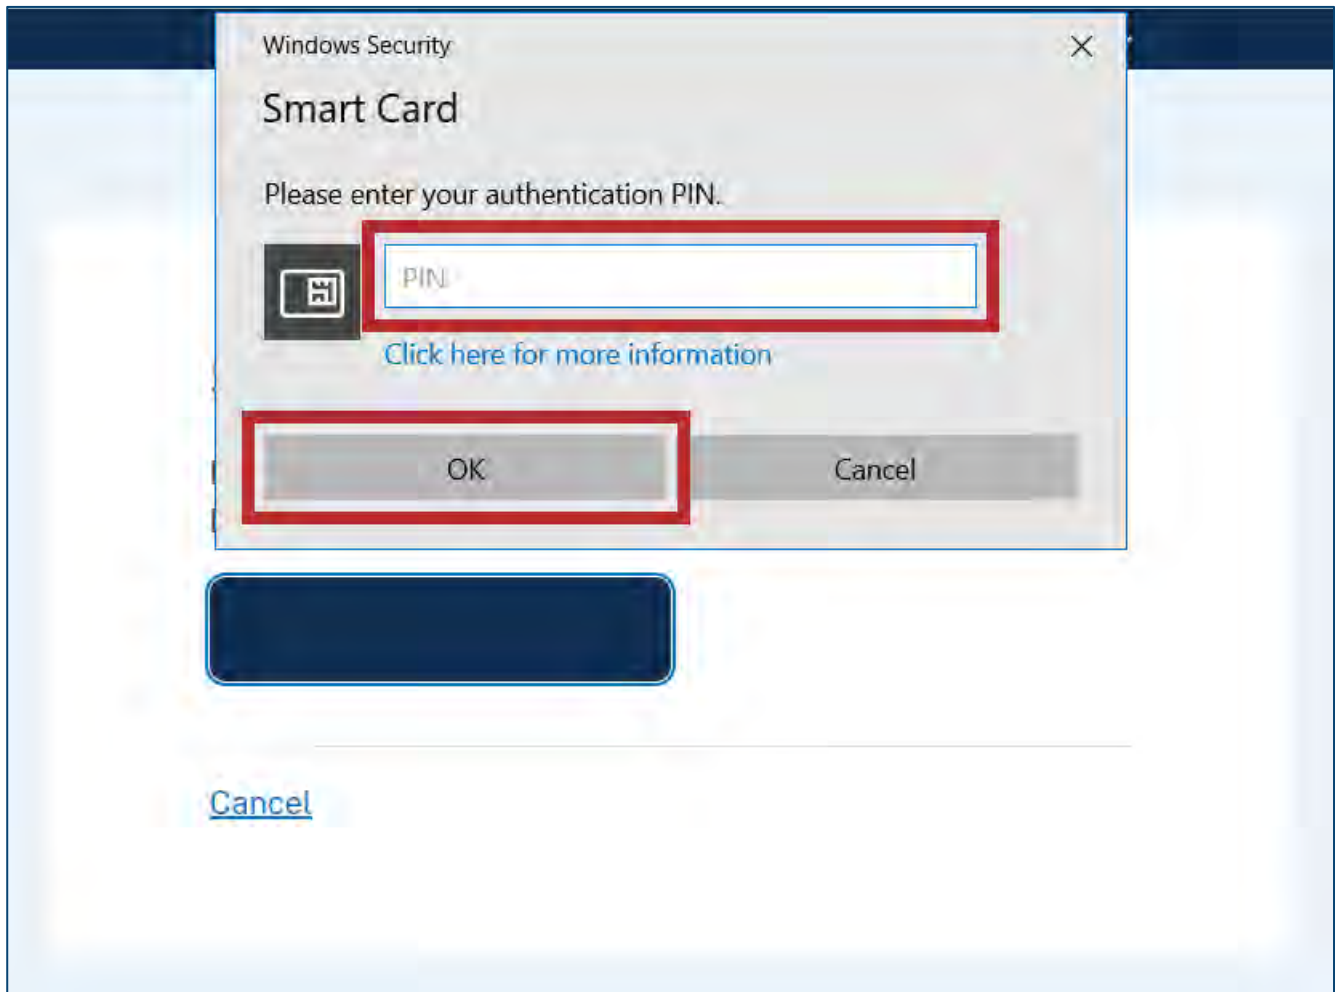 Windows Security
Smart Card
Please enter your authentication PIN.
PIN
Click here for more information
OK
Cancel
Cancel